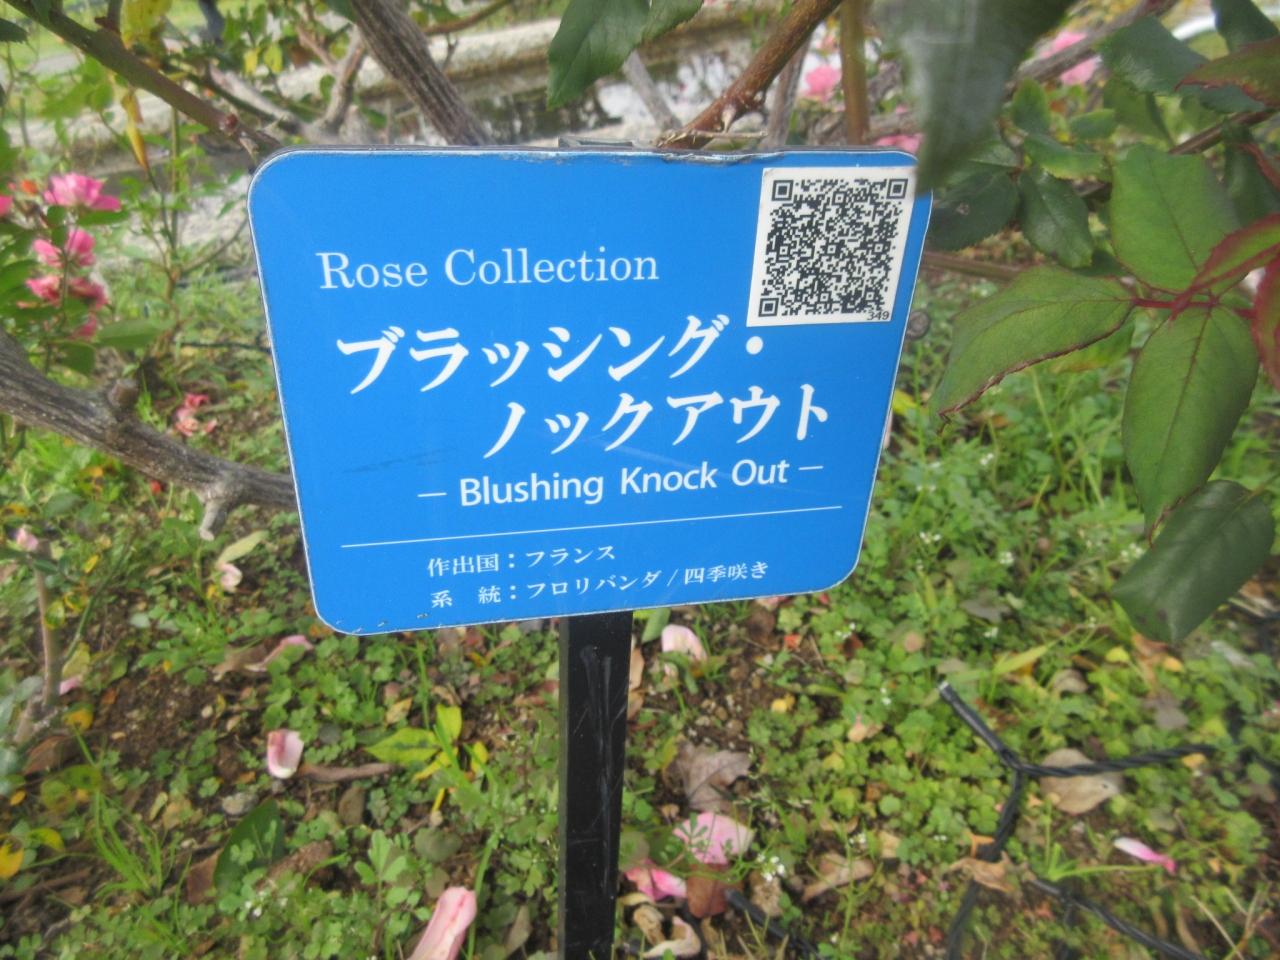 Rose Collection
349
ブラッシング・
ノックアウト
– Blushing Knock Out –
作出国：フランス
系　統：フロリバンダ/四季咲き